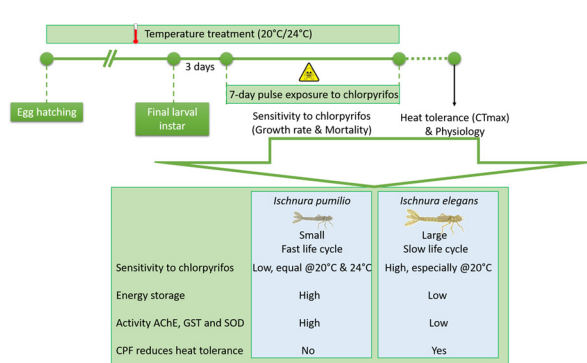 Temperature treatment (20°C/24°C)
3 days
7-day pulse exposure to chlorpyrifos
Egg hatching
Final larval
instar
Sensitivity to chlorpyrifos
(Growth rate & Mortality)
Heat tolerance (CTmax)
& Physiology
Ischnura pumilio
Ischnura elegans
Small
Fast life cycle
Large
Slow life cycle
Sensitivity to chlorpyrifos
Low, equal @20°C & 24°C
High, especially @20°C
Energy storage
High
Low
Activity AChE, GST and SOD
High
Low
CPF reduces heat tolerance
No
Yes